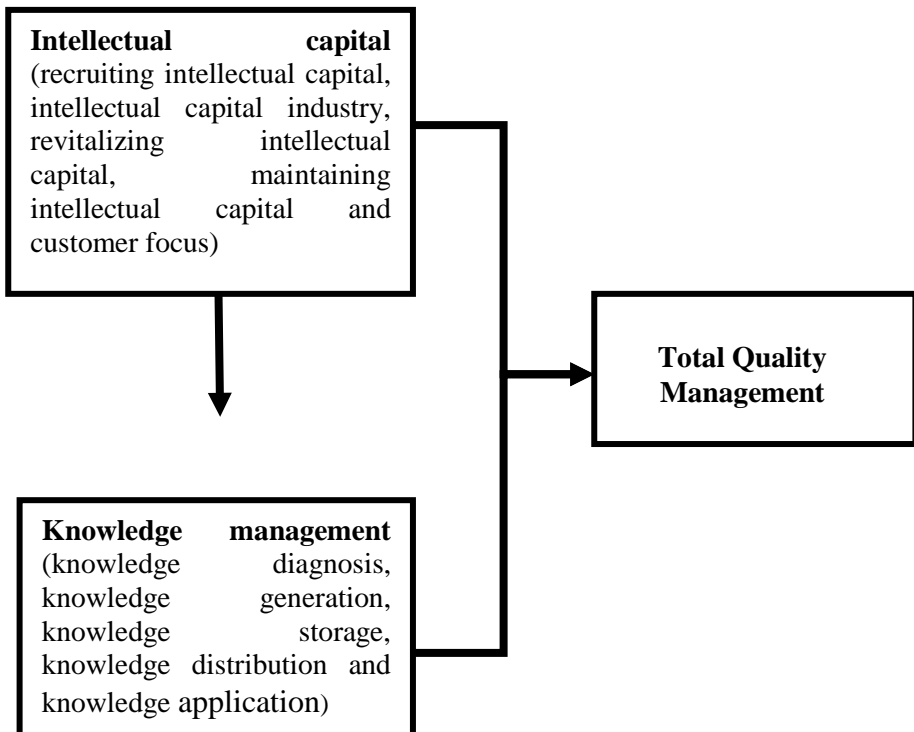 Intellectual capital
(recruiting intellectual capital,
intellectual capital industry,
revitalizing intellectual
capital, maintaining
intellectual capital and
customer focus)
Total Quality
Management
Knowledge management
(knowledge diagnosis,
knowledge generation,
knowledge storage,
knowledge distribution and
knowledge application)